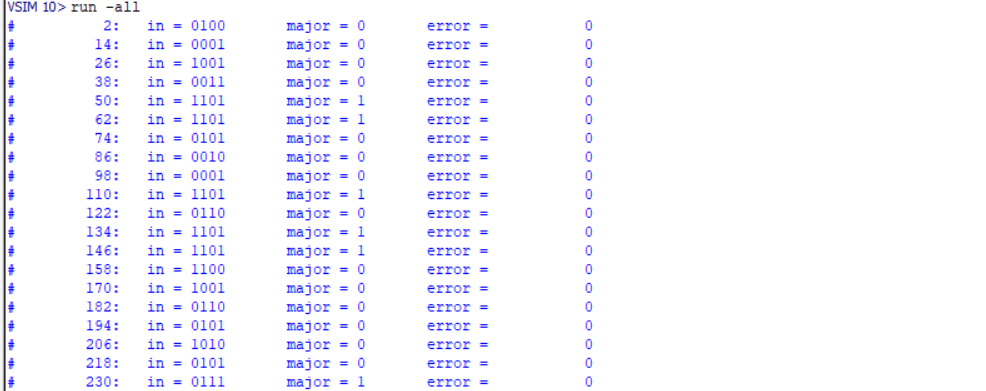 VSIM 10> run -all
# 2: in = 0100 major = 0 error = 0
# 14: in = 0001 major = 0 error = 0
# 26: in = 1001 major = 0 error = 0
# 38: in = 0011 major = 0 error = 0
# 50: in = 1101 major = 1 error = 0
# 62: in = 1101 major = 1 error = 0
# 74: in = 0101 major = 0 error = 0
# 86: in = 0010 major = 0 error = 0
# 98: in = 0001 major = 0 error = 0
# 110: in = 1101 major = 1 error = 0
# 122: in = 0110 major = 0 error = 0
# 134: in = 1101 major = 1 error = 0
# 146: in = 1101 major = 1 error = 0
# 158: in = 1100 major = 0 error = 0
# 170: in = 1001 major = 0 error = 0
# 182: in = 0110 major = 0 error = 0
# 194: in = 0101 major = 0 error = 0
# 206: in = 1010 major = 0 error = 0
# 218: in = 0101 major = 0 error = 0
# 230: in = 0111 major = 1 error = 0